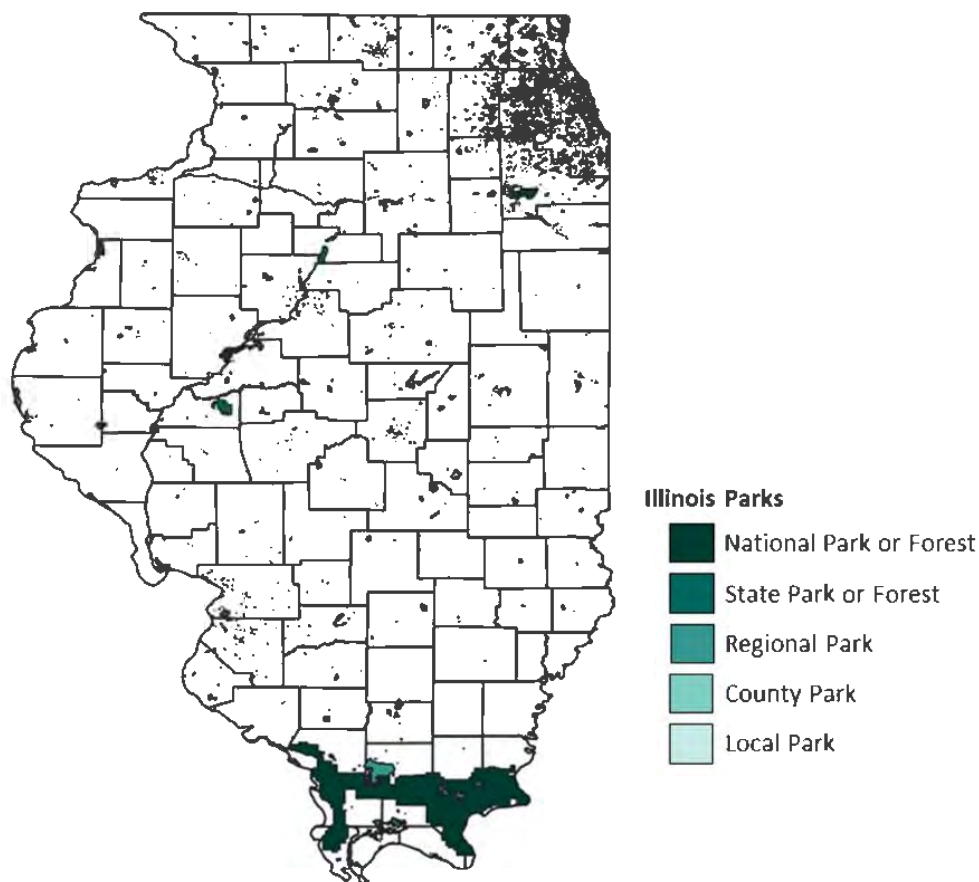 Illinois Parks
National Park or Forest
State Park or Forest
Regional Park
County Park
Local Park